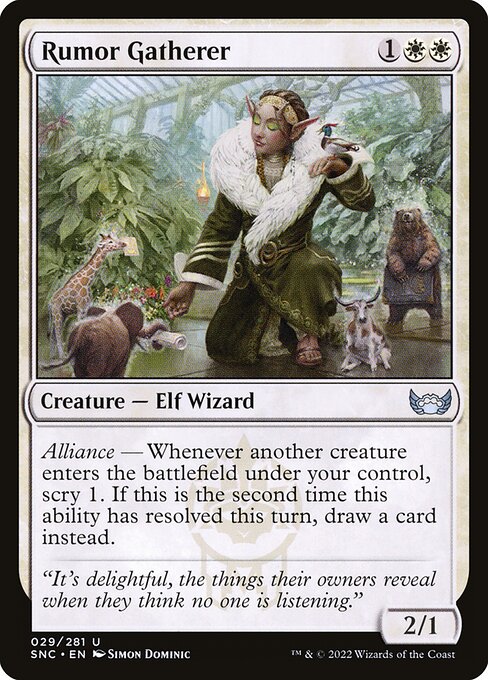 Rumor Gatherer 1
Creature — Elf Wizard
Alliance — Whenever another creature
enters the battlefield under your control,
scry 1. If this is the second time this
ability has resolved this turn, draw a card
instead.
“It’s delightful, the things their owners reveal
when they think no one is listening.”
2/1
029/281 U
SNC • EN Simon Dominic
™ & © 2022 Wizards of the Coast